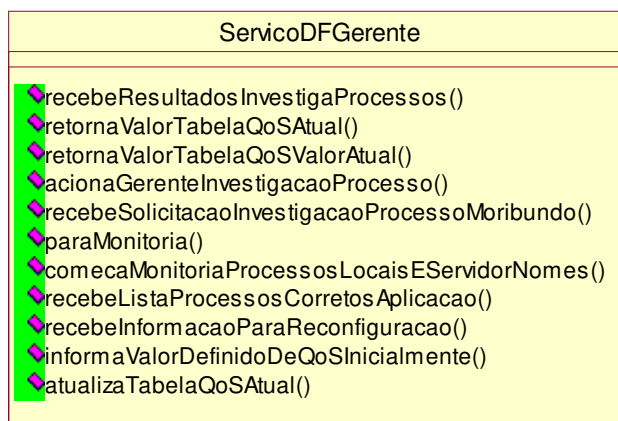 ServicoDFGerente
recebeResultadosInvestigaProcessos()
retornaValorTabelaQoSAtual()
retornaValorTabelaQoSValorAtual()
acionaGerenteInvestigacaoProcesso()
recebeSolicitacaoInvestigacaoProcessoMoribundo()
paraMonitoria()
comecaMonitoriaProcessosLocaisEServidorNomes()
recebeListaProcessosCorretosAplicacao()
recebeInformacaoParaReconfiguracao()
informaValorDefinidoDeQoSInicialmente()
atualizaTabelaQoSAtual()